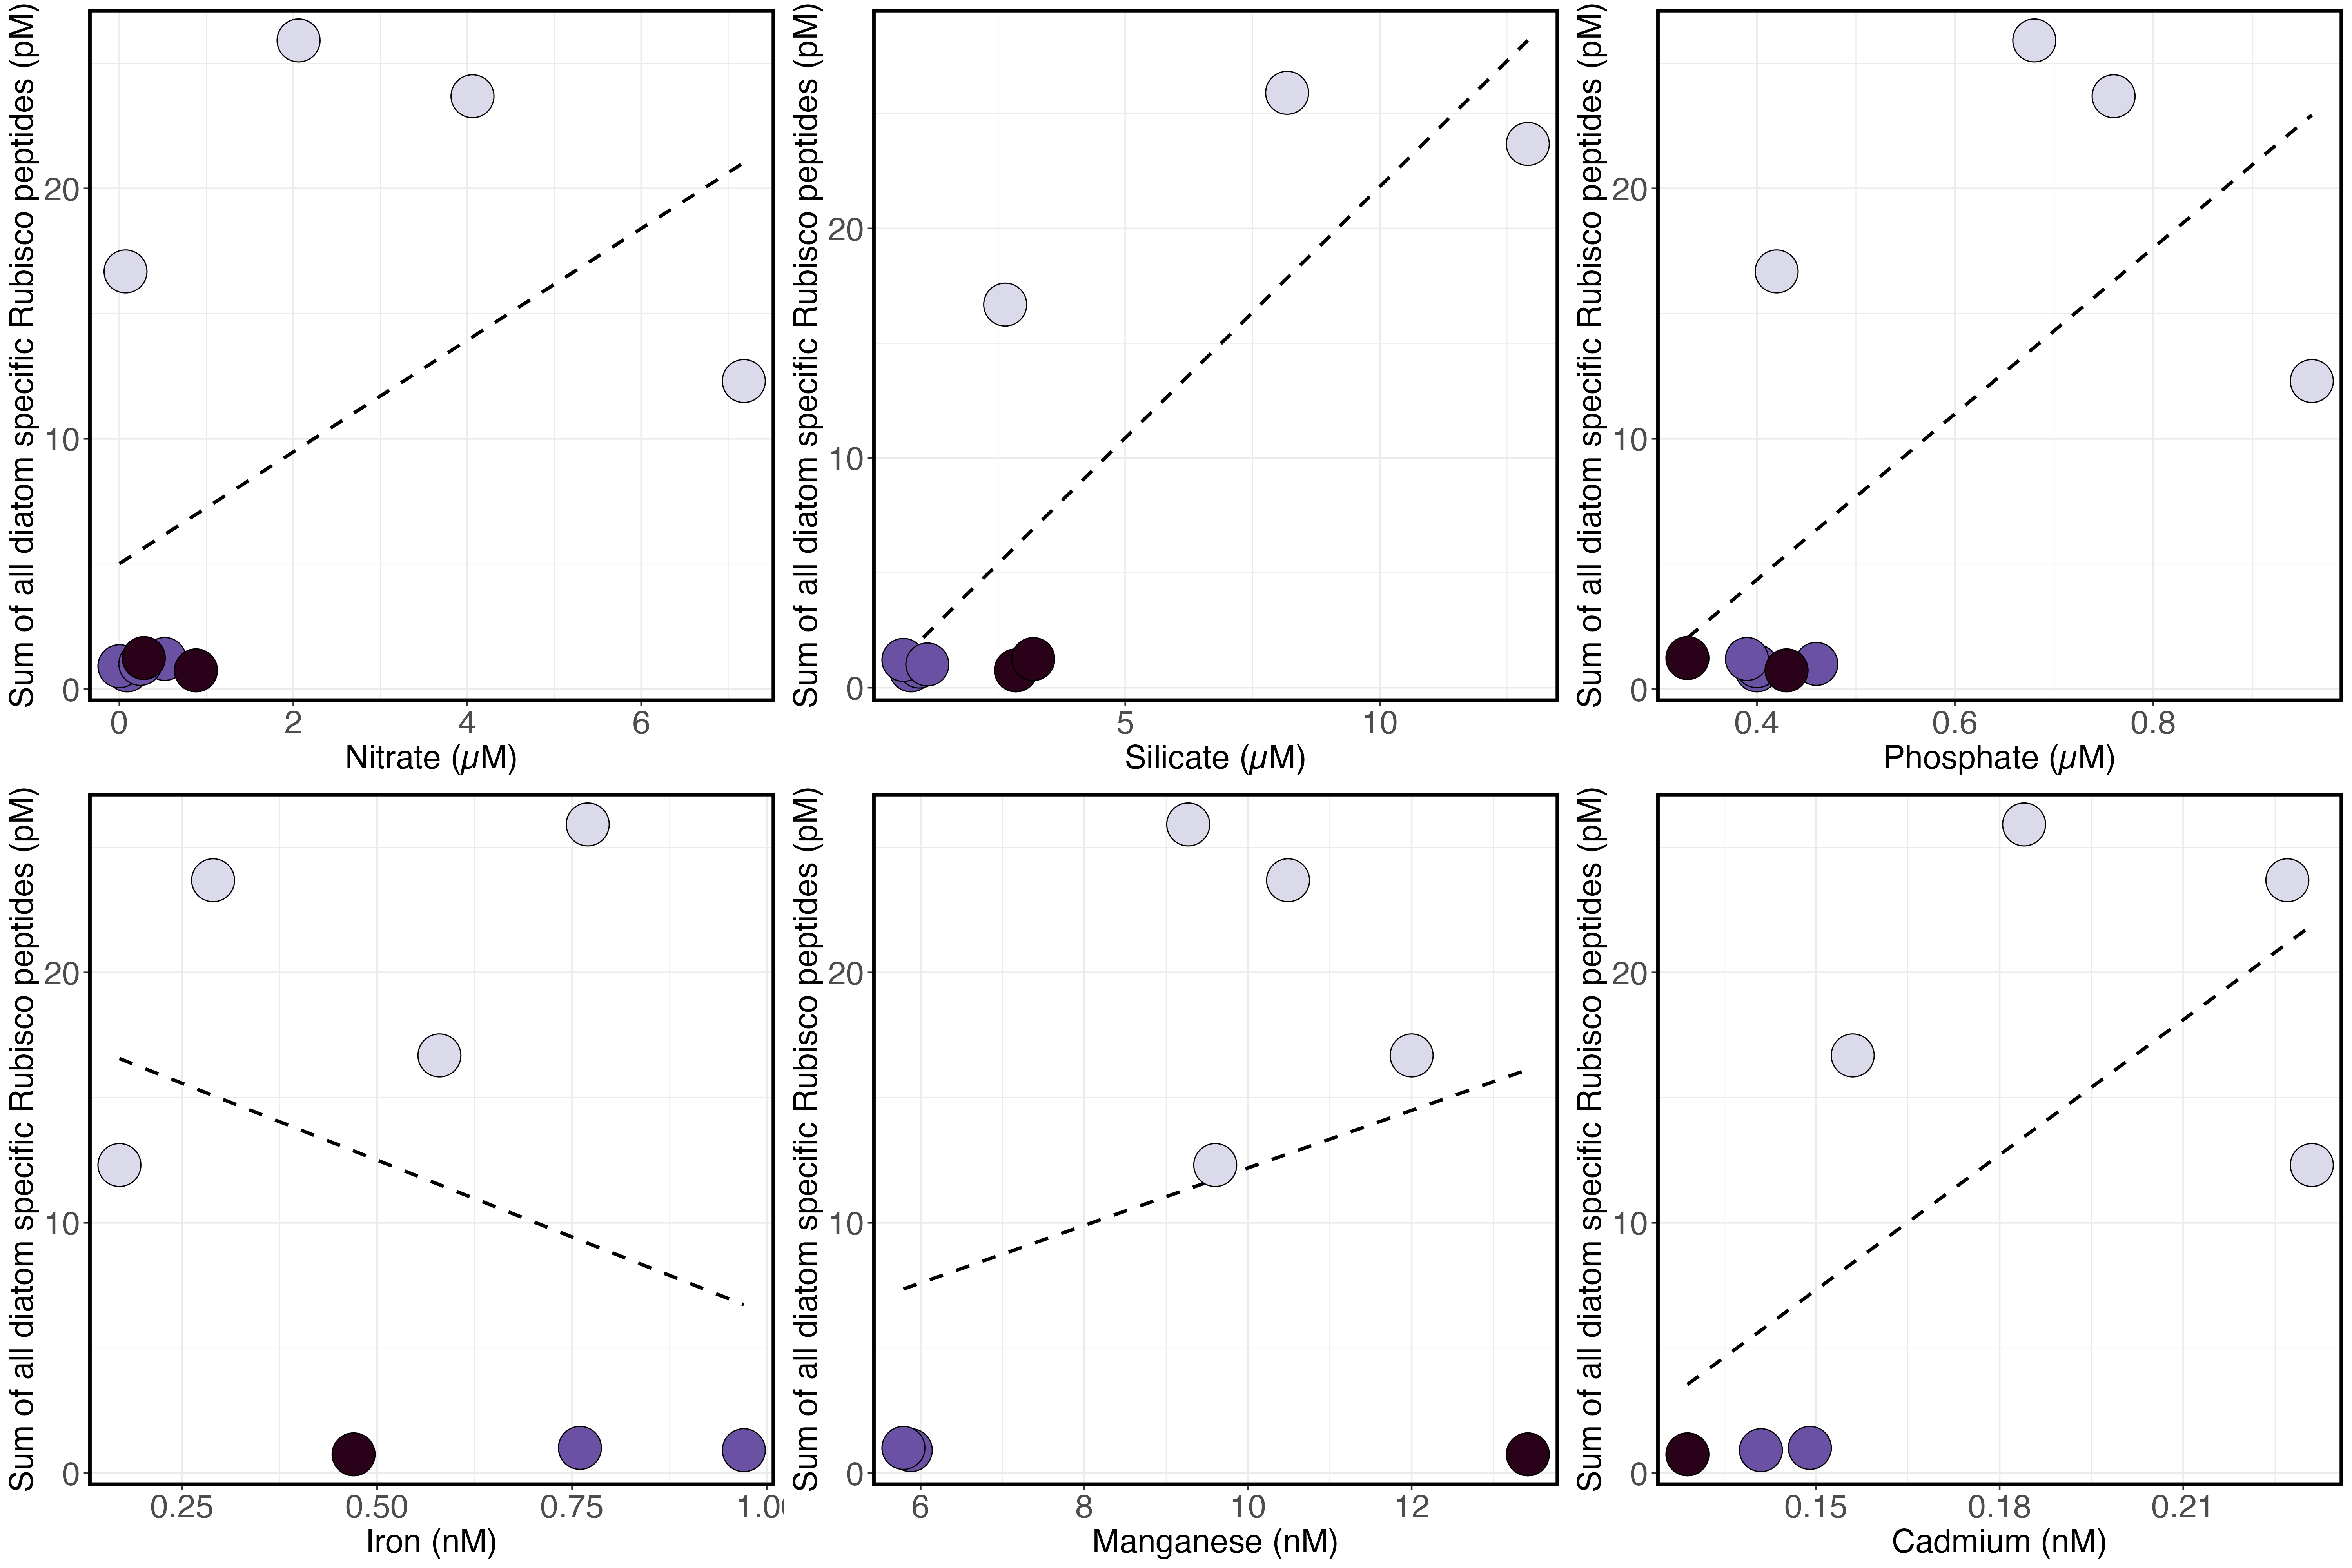 Sum of all diatom specific Rubisco peptides (pM)
20
10
0
0 2 4 6
Nitrate (µM)
Sum of all diatom specific Rubisco peptides (pM)
20
10
0
5 10
Silicate (µM)
Sum of all diatom specific Rubisco peptides (pM)
20
10
0
0.4 0.6 0.8
Phosphate (µM)
Sum of all diatom specific Rubisco peptides (pM)
20
10
0
0.25 0.50 0.75 1.0
Iron (nM)
Sum of all diatom specific Rubisco peptides (pM)
20
10
0
6 8 10 12
Manganese (nM)
Sum of all diatom specific Rubisco peptides (pM)
20
10
0
0.15 0.18 0.21
Cadmium (nM)